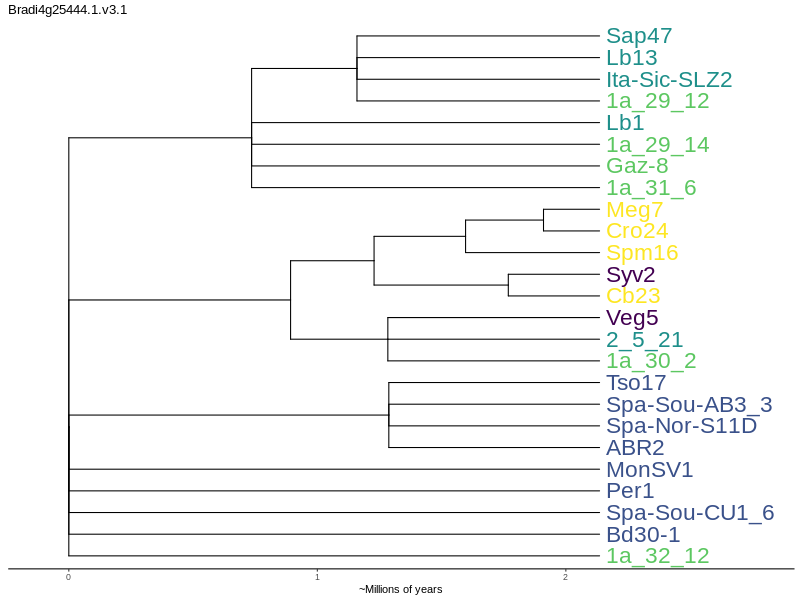 Bradi4g25444.1.v3.1
Sap47
Lb13
Ita-Sic-SLZ2
1a_29_12
Lb1
1a_29_14
Gaz-8
1a_31_6
Meg7
Cro24
Spm16
Syv2
Cb23
Veg5
2_5_21
1a_30_2
Tso17
Spa-Sou-AB3_3
Spa-Nor-S11D
ABR2
MonSV1
Per1
Spa-Sou-CU1_6
Bd30-1
1a_32_12
0 1 2
~Millions of years